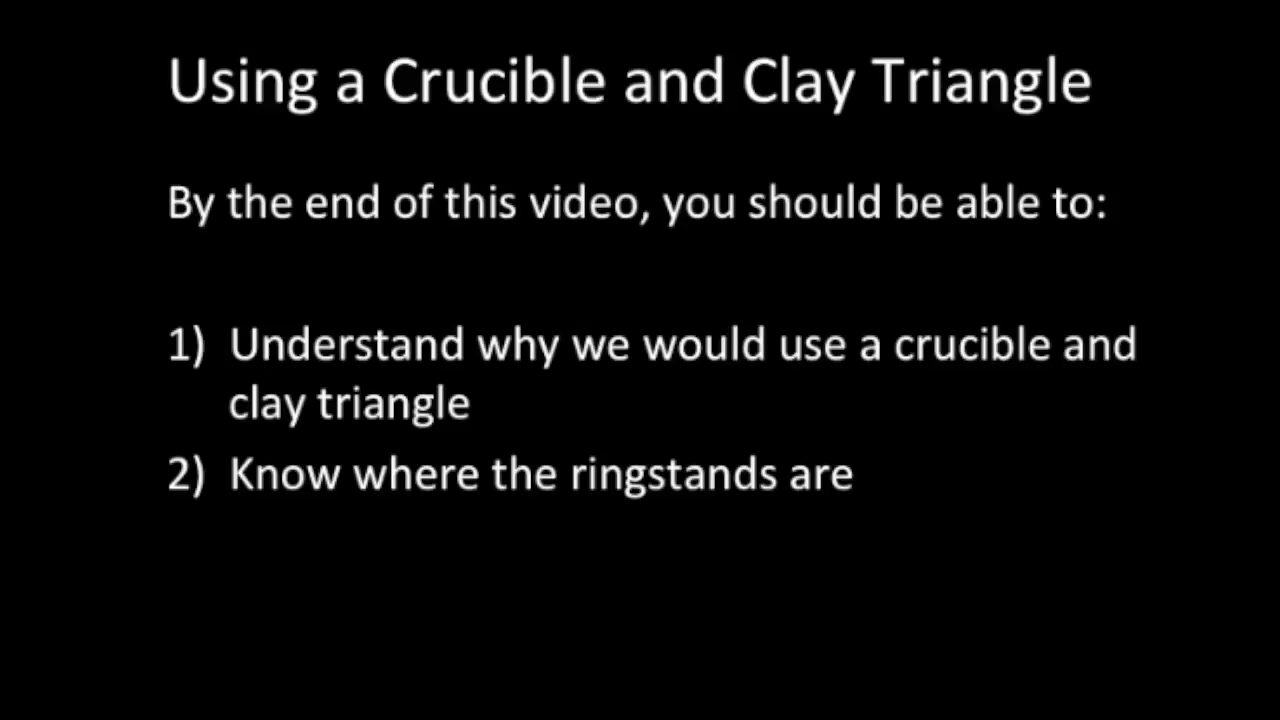 Using a Crucible and Clay Triangle
By the end of this video, you should be able to:
1) Understand why we would use a crucible and
clay triangle
2) Know where the ringstands are